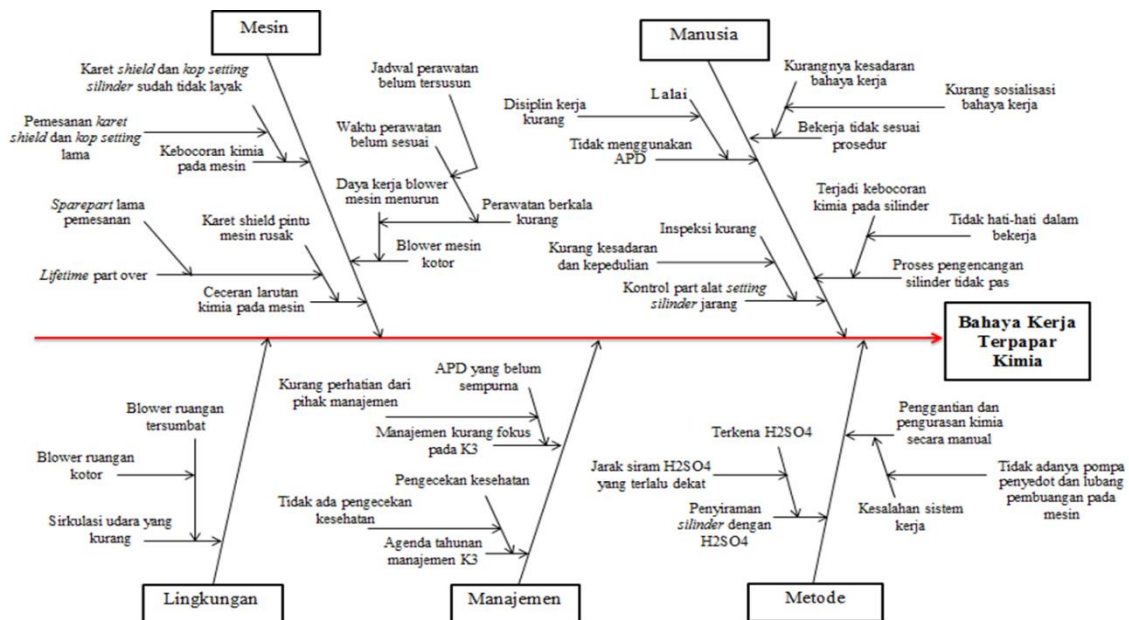 Mesin
Karet shield dan kop setting
silinder sudah tidak layak
Pemesanan karet
shield dan kop setting
lama
Kebocoran kimia
pada mesin
Jadwal perawatan
belum tersusun
Waktu perawatan
belum sesuai
Daya kerja blower
mesin menurun
Perawatan berkala
kurang
Blower mesin
kotor
Sparepart lama
pemesanan
Karet shield pintu
mesin rusak
Lifetime part over
Ceceran larutan
kimia pada mesin
Manusia
Disiplin kerja
kurang
Lalai
Tidak menggunakan
APD
Kurangnya kesadaran
bahaya kerja
Kurang sosialisasi
bahaya kerja
Bekerja tidak sesuai
prosedur
Inspeksi kurang
Kurang kesadaran
dan kepedulian
Kontrol part alat setting
silinder jarang
Terjadi kebocoran
kimia pada silinder
Tidak hati-hati dalam
bekerja
Proses pengencangan
silinder tidak pas
Bahaya Kerja
Terpapar
Kimia
Blower ruangan
tersumbat
Blower ruangan
kotor
Sirkulasi udara yang
kurang
Lingkungan
APD yang belum
sempurna
Kurang perhatian dari
pihak manajemen
Manajemen kurang fokus
pada K3
Pengecekan kesehatan
Tidak ada pengecekan
kesehatan
Agenda tahunan
manajemen K3
Manajemen
Terkena H2SO4
Jarak siram H2SO4
yang terlalu dekat
Penyiraman
silinder dengan
H2SO4
Penggantian dan
pengurasan kimia
secara manual
Tidak adanya pompa
penyedot dan lubang
pembuangan pada
mesin
Kesalahan sistem
kerja
Metode